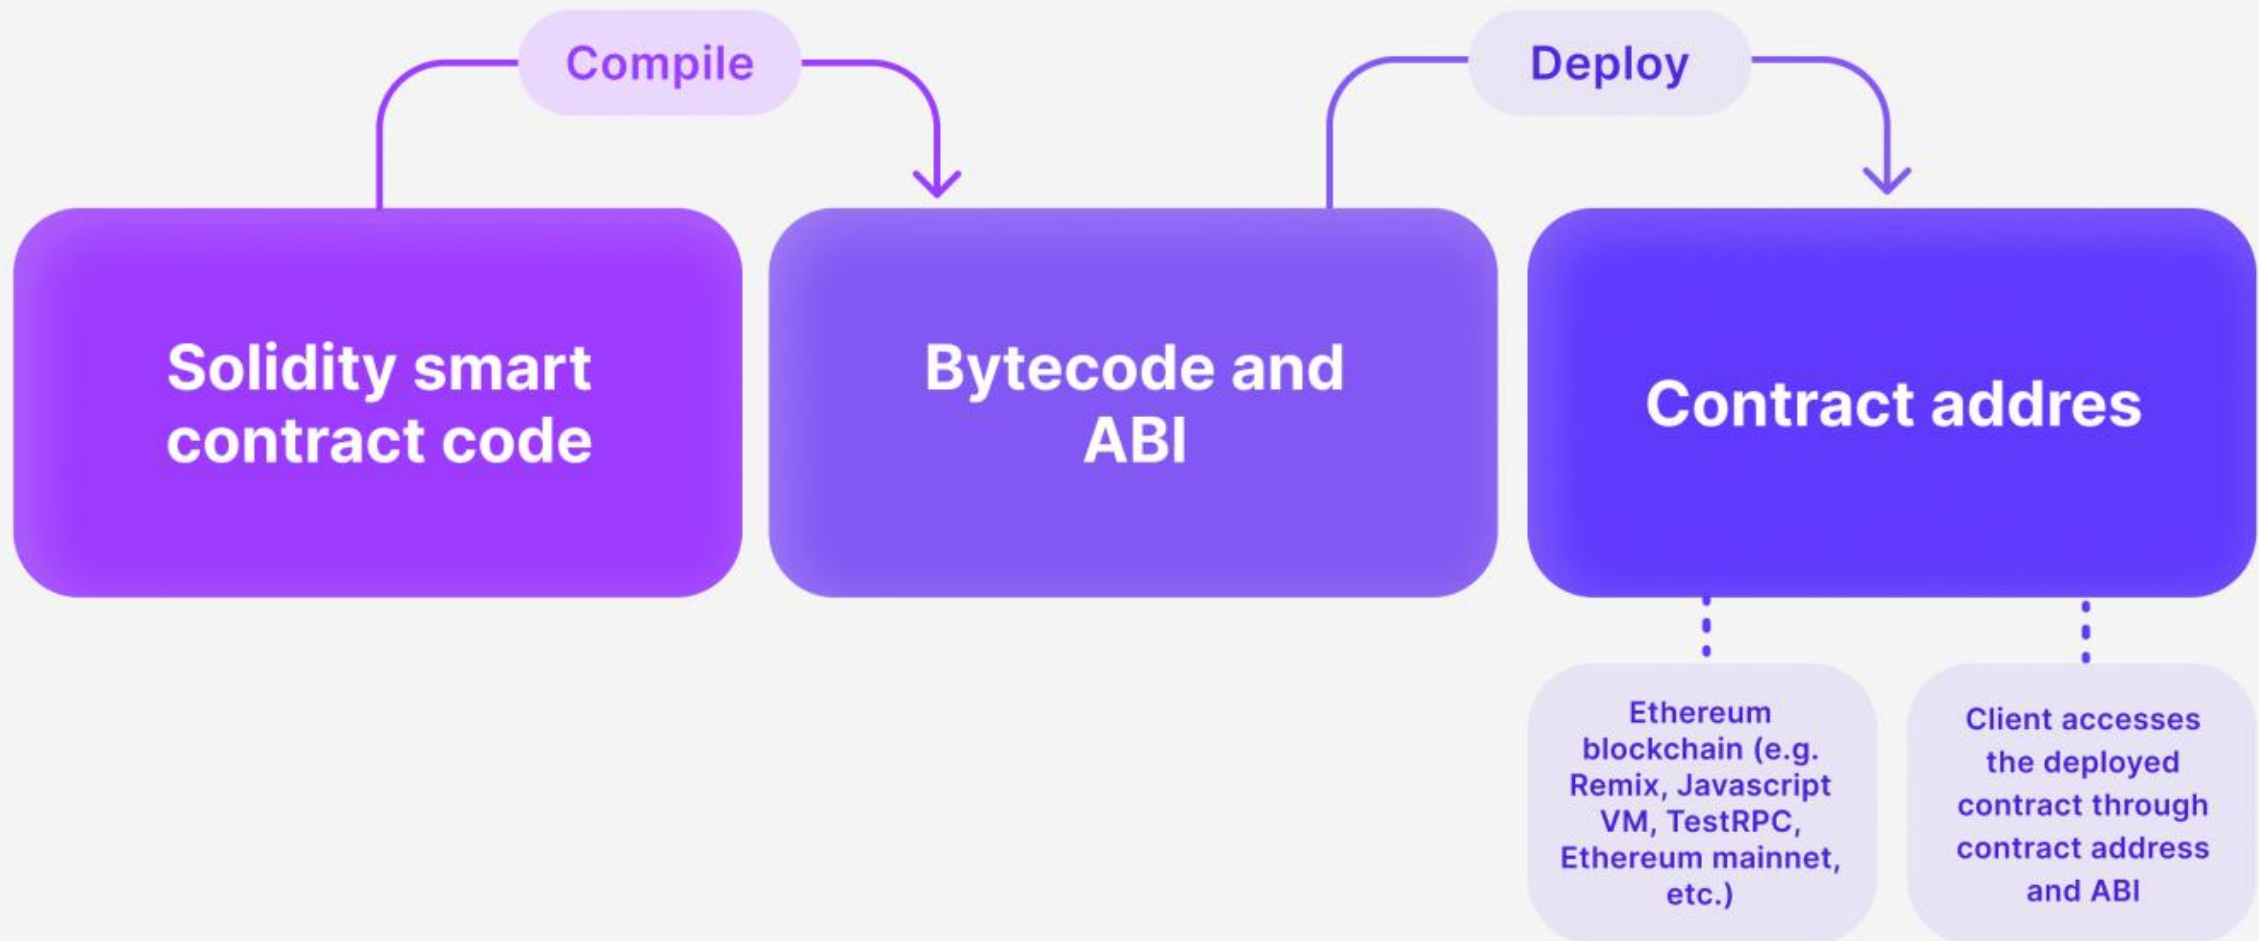 Compile
Deploy
Solidity smart
contract code
Bytecode and
ABI
Contract addres
Ethereum
blockchain (e.g.
Remix, Javascript
VM, TestRPC,
Ethereum mainnet,
etc.)
Client accesses
the deployed
contract through
contract address
and ABI